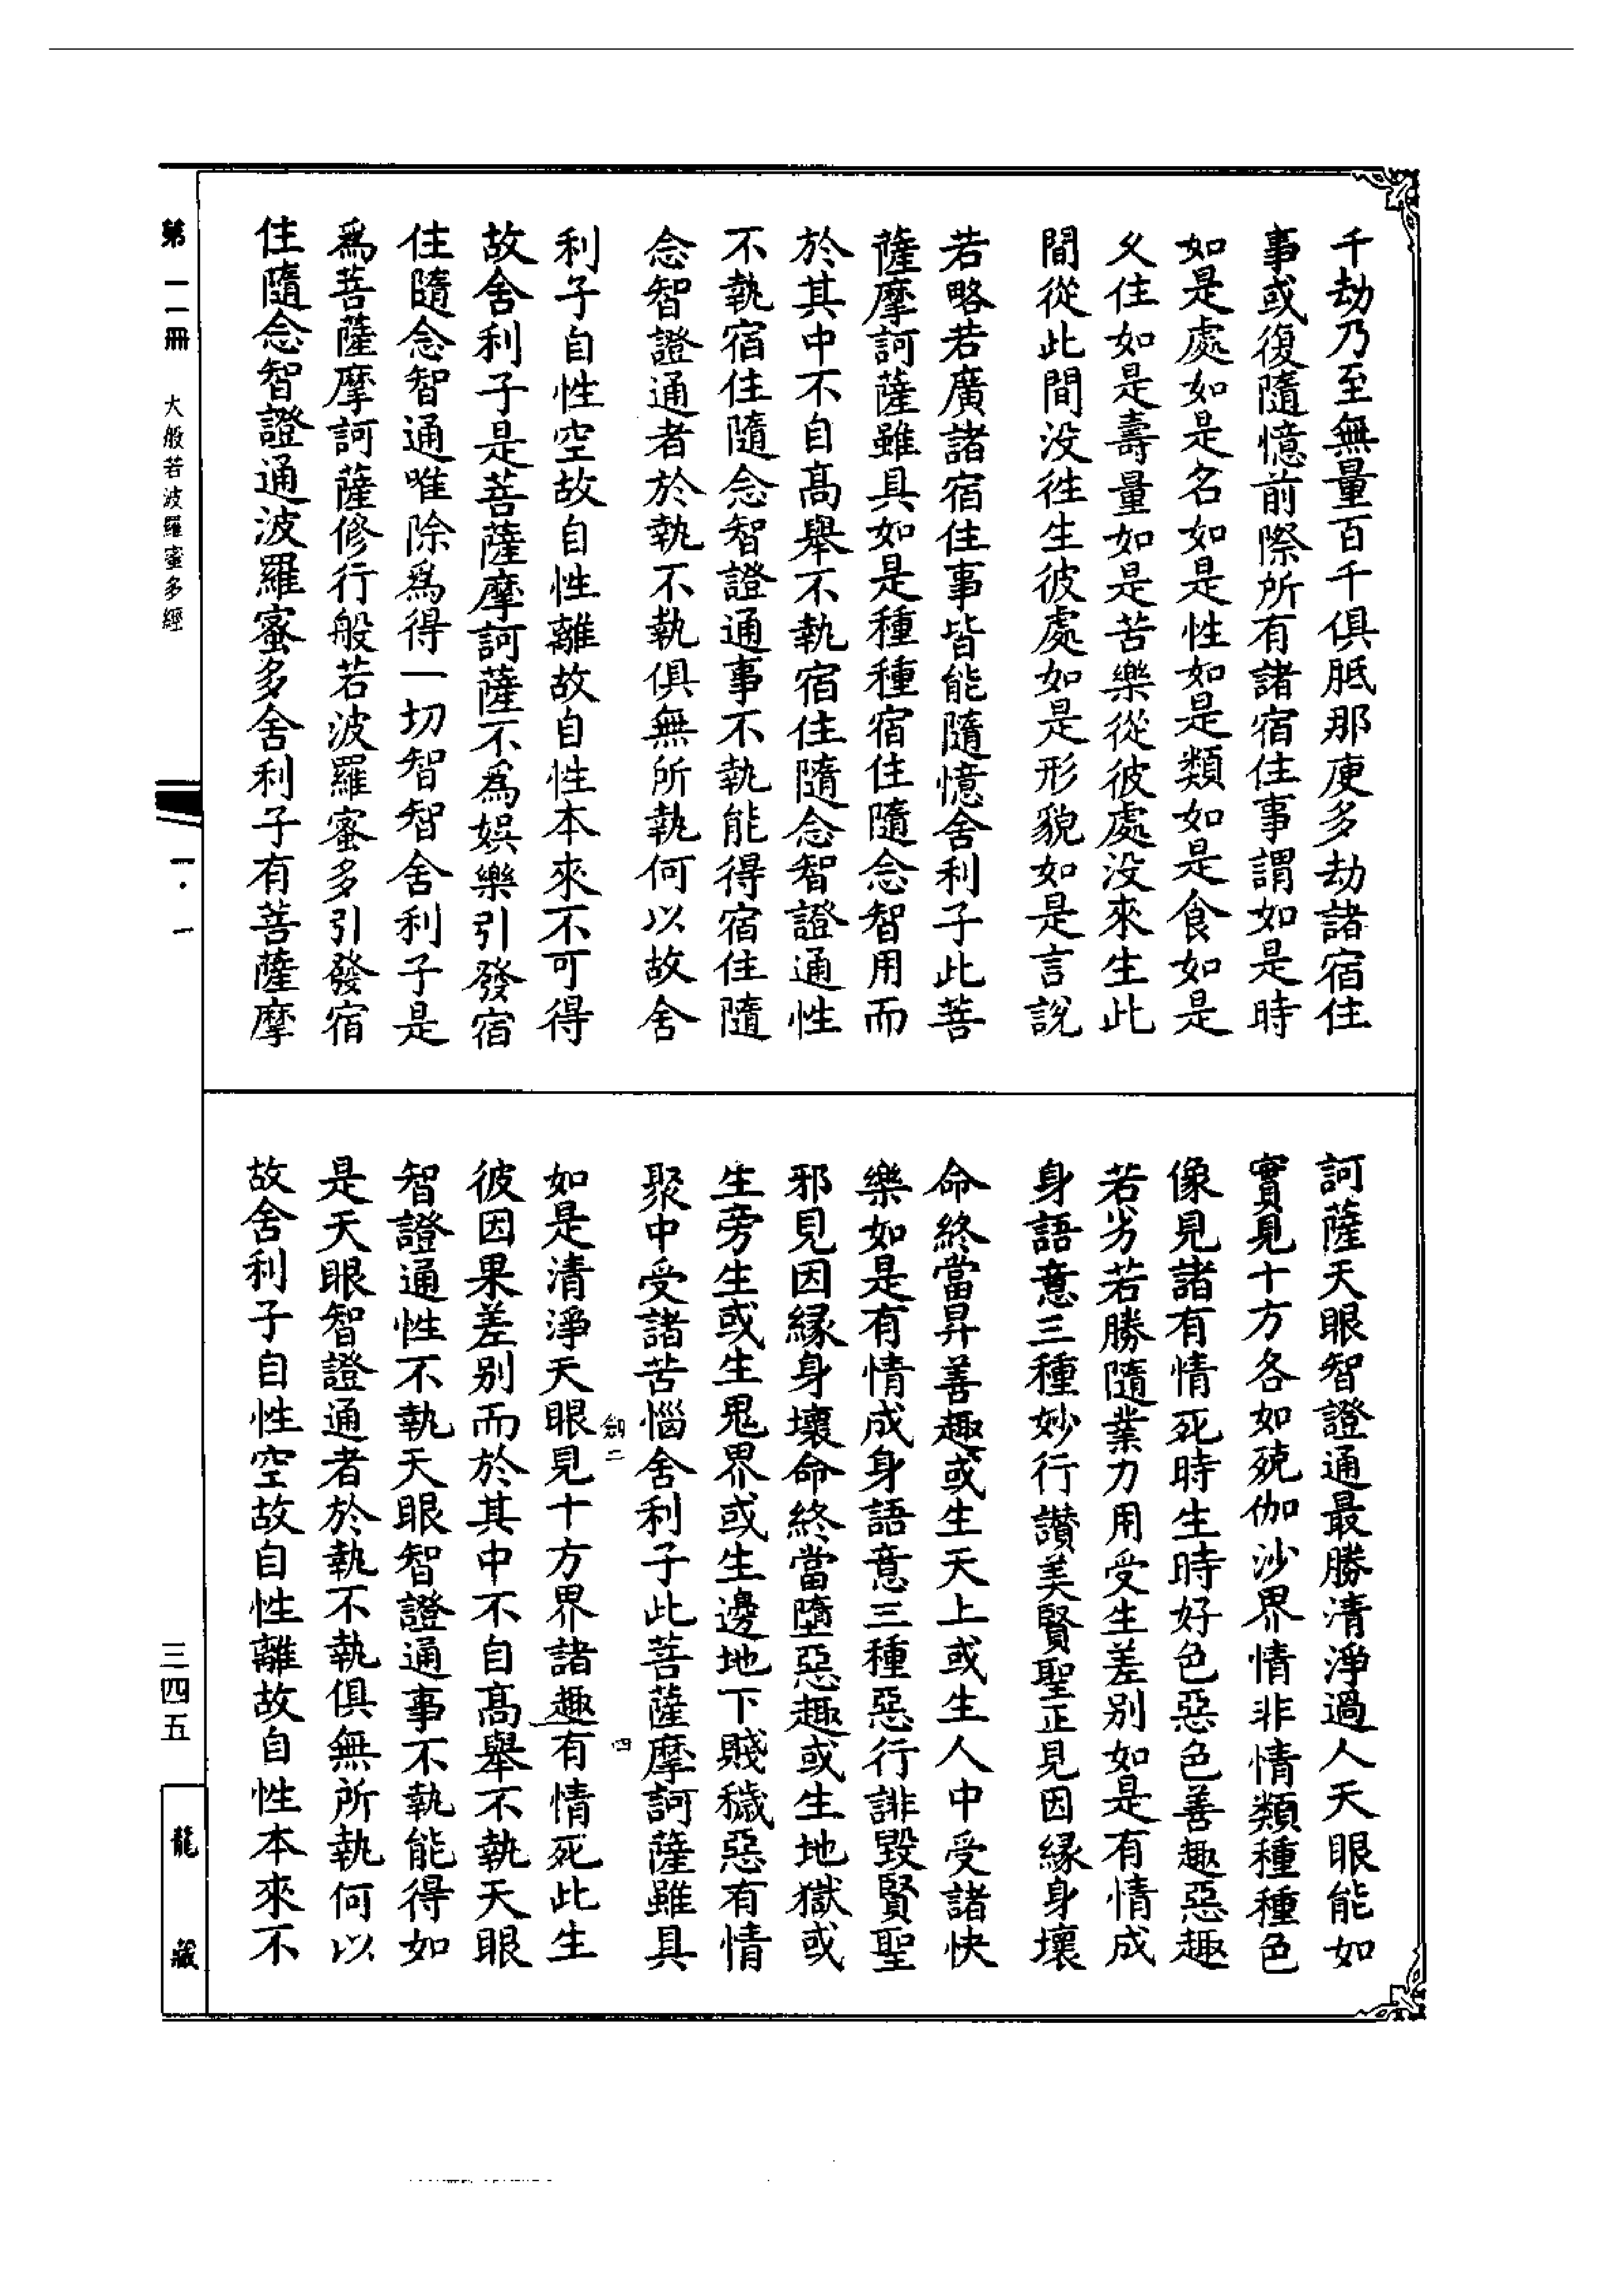 千劫乃至無量百千俱胝那庾多劫諸宿住
事或復隨憶前際所有諸宿住事謂如是時
如是處如是名如是性如是類如是食如是
久住如是壽量如是苦樂從彼處没來生此
間從此間没徃生彼處如是形貌如是言說
若略若廣諸宿住事皆能隨憶舍利子此菩
薩摩訶薩雖具如是種種宿住隨念智用而
於其中不自高舉不執宿住隨念智證通性
不執宿住隨念智證通事不執能得宿住隨
念智證通者於執不執俱無所執何以故舍
利子自性空故自性離故自性本來不可得
故舍利子是菩薩摩訶薩不為娯樂引發宿
住隨念智通唯除為得一切智智舍利子是
為菩薩摩訶薩修行般若波羅蜜多引發宿
住隨念智證通波羅蜜多舍利子有菩薩摩
訶薩天眼智證通最勝清淨過人天眼能如
實見十方各如殑伽沙界情非情類種種色
像見諸有情死時生時好色惡色善趣惡趣
若劣若勝隨業力用受生差别如是有情成
身語意三種妙行讃美賢聖正見因緣身壞
命終當昇善趣或生天上或生人中受諸快
樂如是有情成身語意三種惡行誹毀賢聖
邪見因緣身壞命終當墮惡趣或生地獄或
生旁生或生鬼界或生邊地下賤穢惡有情
聚中受諸苦惱舍利子此菩薩摩訶薩雖具
如是清淨天眼見十方界諸趣有情死此生
彼因果差别而於其中不自高舉不執天眼
智證通性不執天眼智證通事不執能得如
是天眼智證通者於執不執俱無所執何以
故舍利子自性空故自性離故自性本來不
四
第一一冊
大般若波羅蜜多經
一·一
三四五
龍藏